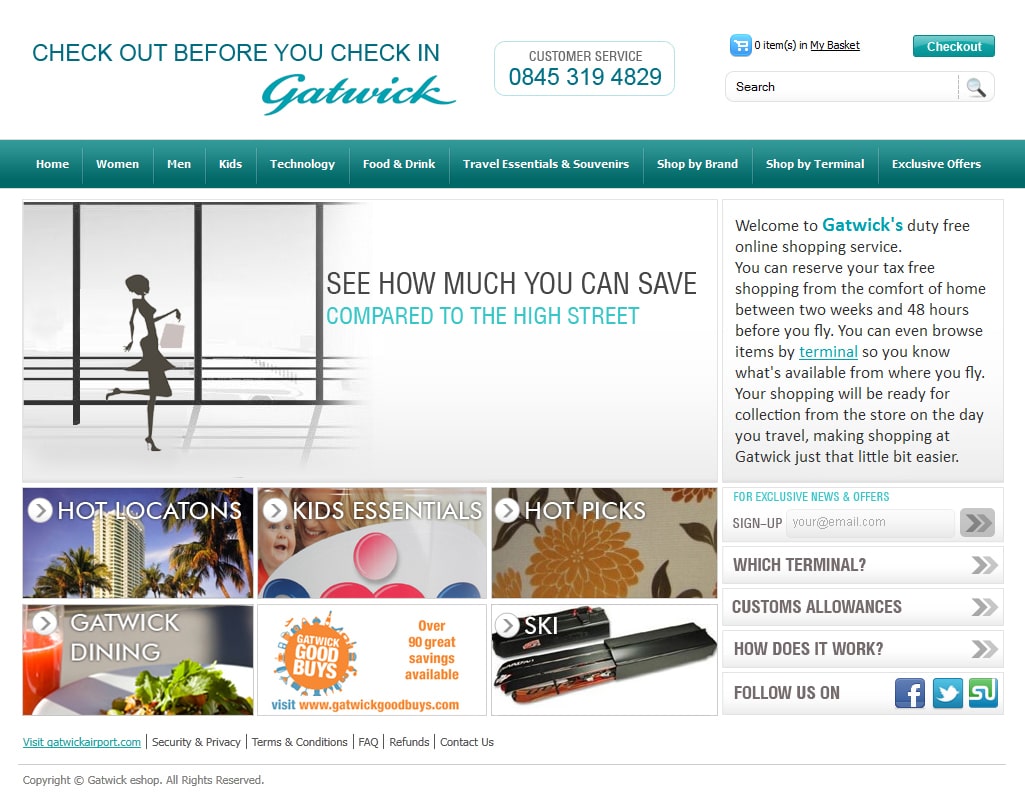 CHECK OUT BEFORE YOU CHECK IN
Gatwick
CUSTOMER SERVICE
0845 319 4829
0 item(s) in My Basket
Checkout
Search
Home
Women
Men
Kids
Technology
Food & Drink
Travel Essentials & Souvenirs
Shop by Brand
Shop by Terminal
Exclusive Offers
SEE HOW MUCH YOU CAN SAVE
COMPARED TO THE HIGH STREET
Welcome to Gatwick's duty free
online shopping service.
You can reserve your tax free
shopping from the comfort of home
between two weeks and 48 hours
before you fly. You can even browse
items by terminal so you know
what's available from where you fly.
Your shopping will be ready for
collection from the store on the day
you travel, making shopping at
Gatwick just that little bit easier.
HOT LOCATONS
KIDS ESSENTIALS
HOT PICKS
GATWICK
DINING
GATWICK
GOOD
BUYS
Over
90 great
savings
available
visit www.gatwickgoodbuys.com
SKI
FOR EXCLUSIVE NEWS & OFFERS
SIGN-UP
your@email.com
WHICH TERMINAL?
CUSTOMS ALLOWANCES
HOW DOES IT WORK?
FOLLOW US ON
Visit gatwickairport.com
Security & Privacy
Terms & Conditions
FAQ
Refunds
Contact Us
Copyright © Gatwick eshop. All Rights Reserved.